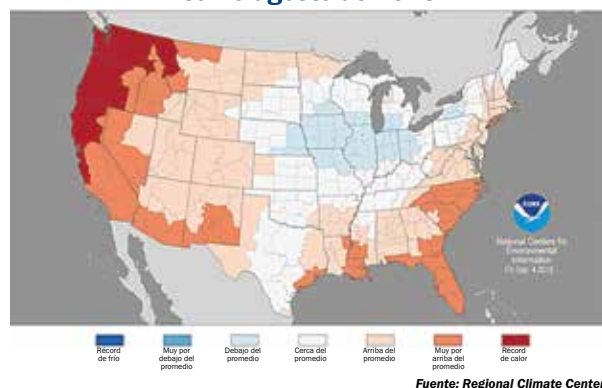 NOAA
National Centers for
Environmental
Information
Récord
de frío
Muy por
debajo del
promedio
Debajo del
promedio
Cerca del
promedio
Arriba del
promedio
Muy por
arriba del
promedio
Récord
de calor
Fuente: Regional Climate Center